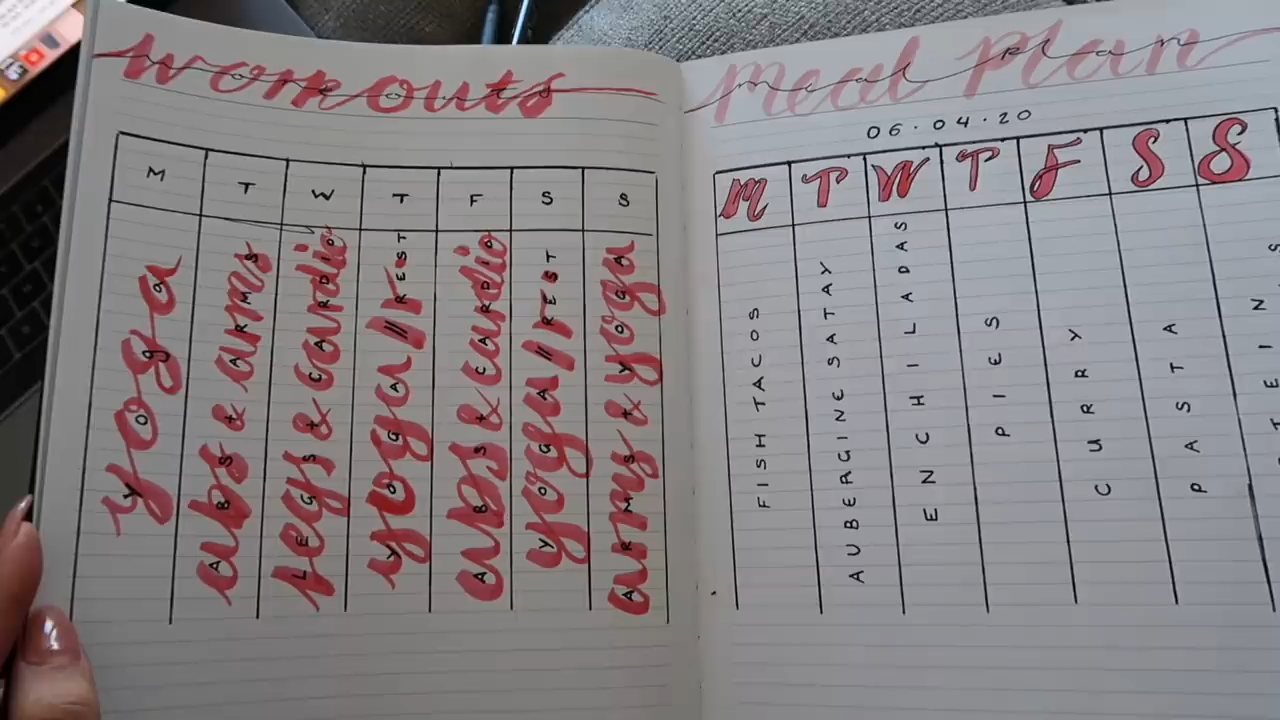 workouts
M T W T F S S
yoga
abs & arms
legs & cardio
yoga // rest
abs & cardio
yoga // rest
arms & yoga
meal plan
06.04.20
M T W T F S S
FISH TACOS
AUBERGINE SATAY
ENCHILADAS
PIES
CURRY
PASTA